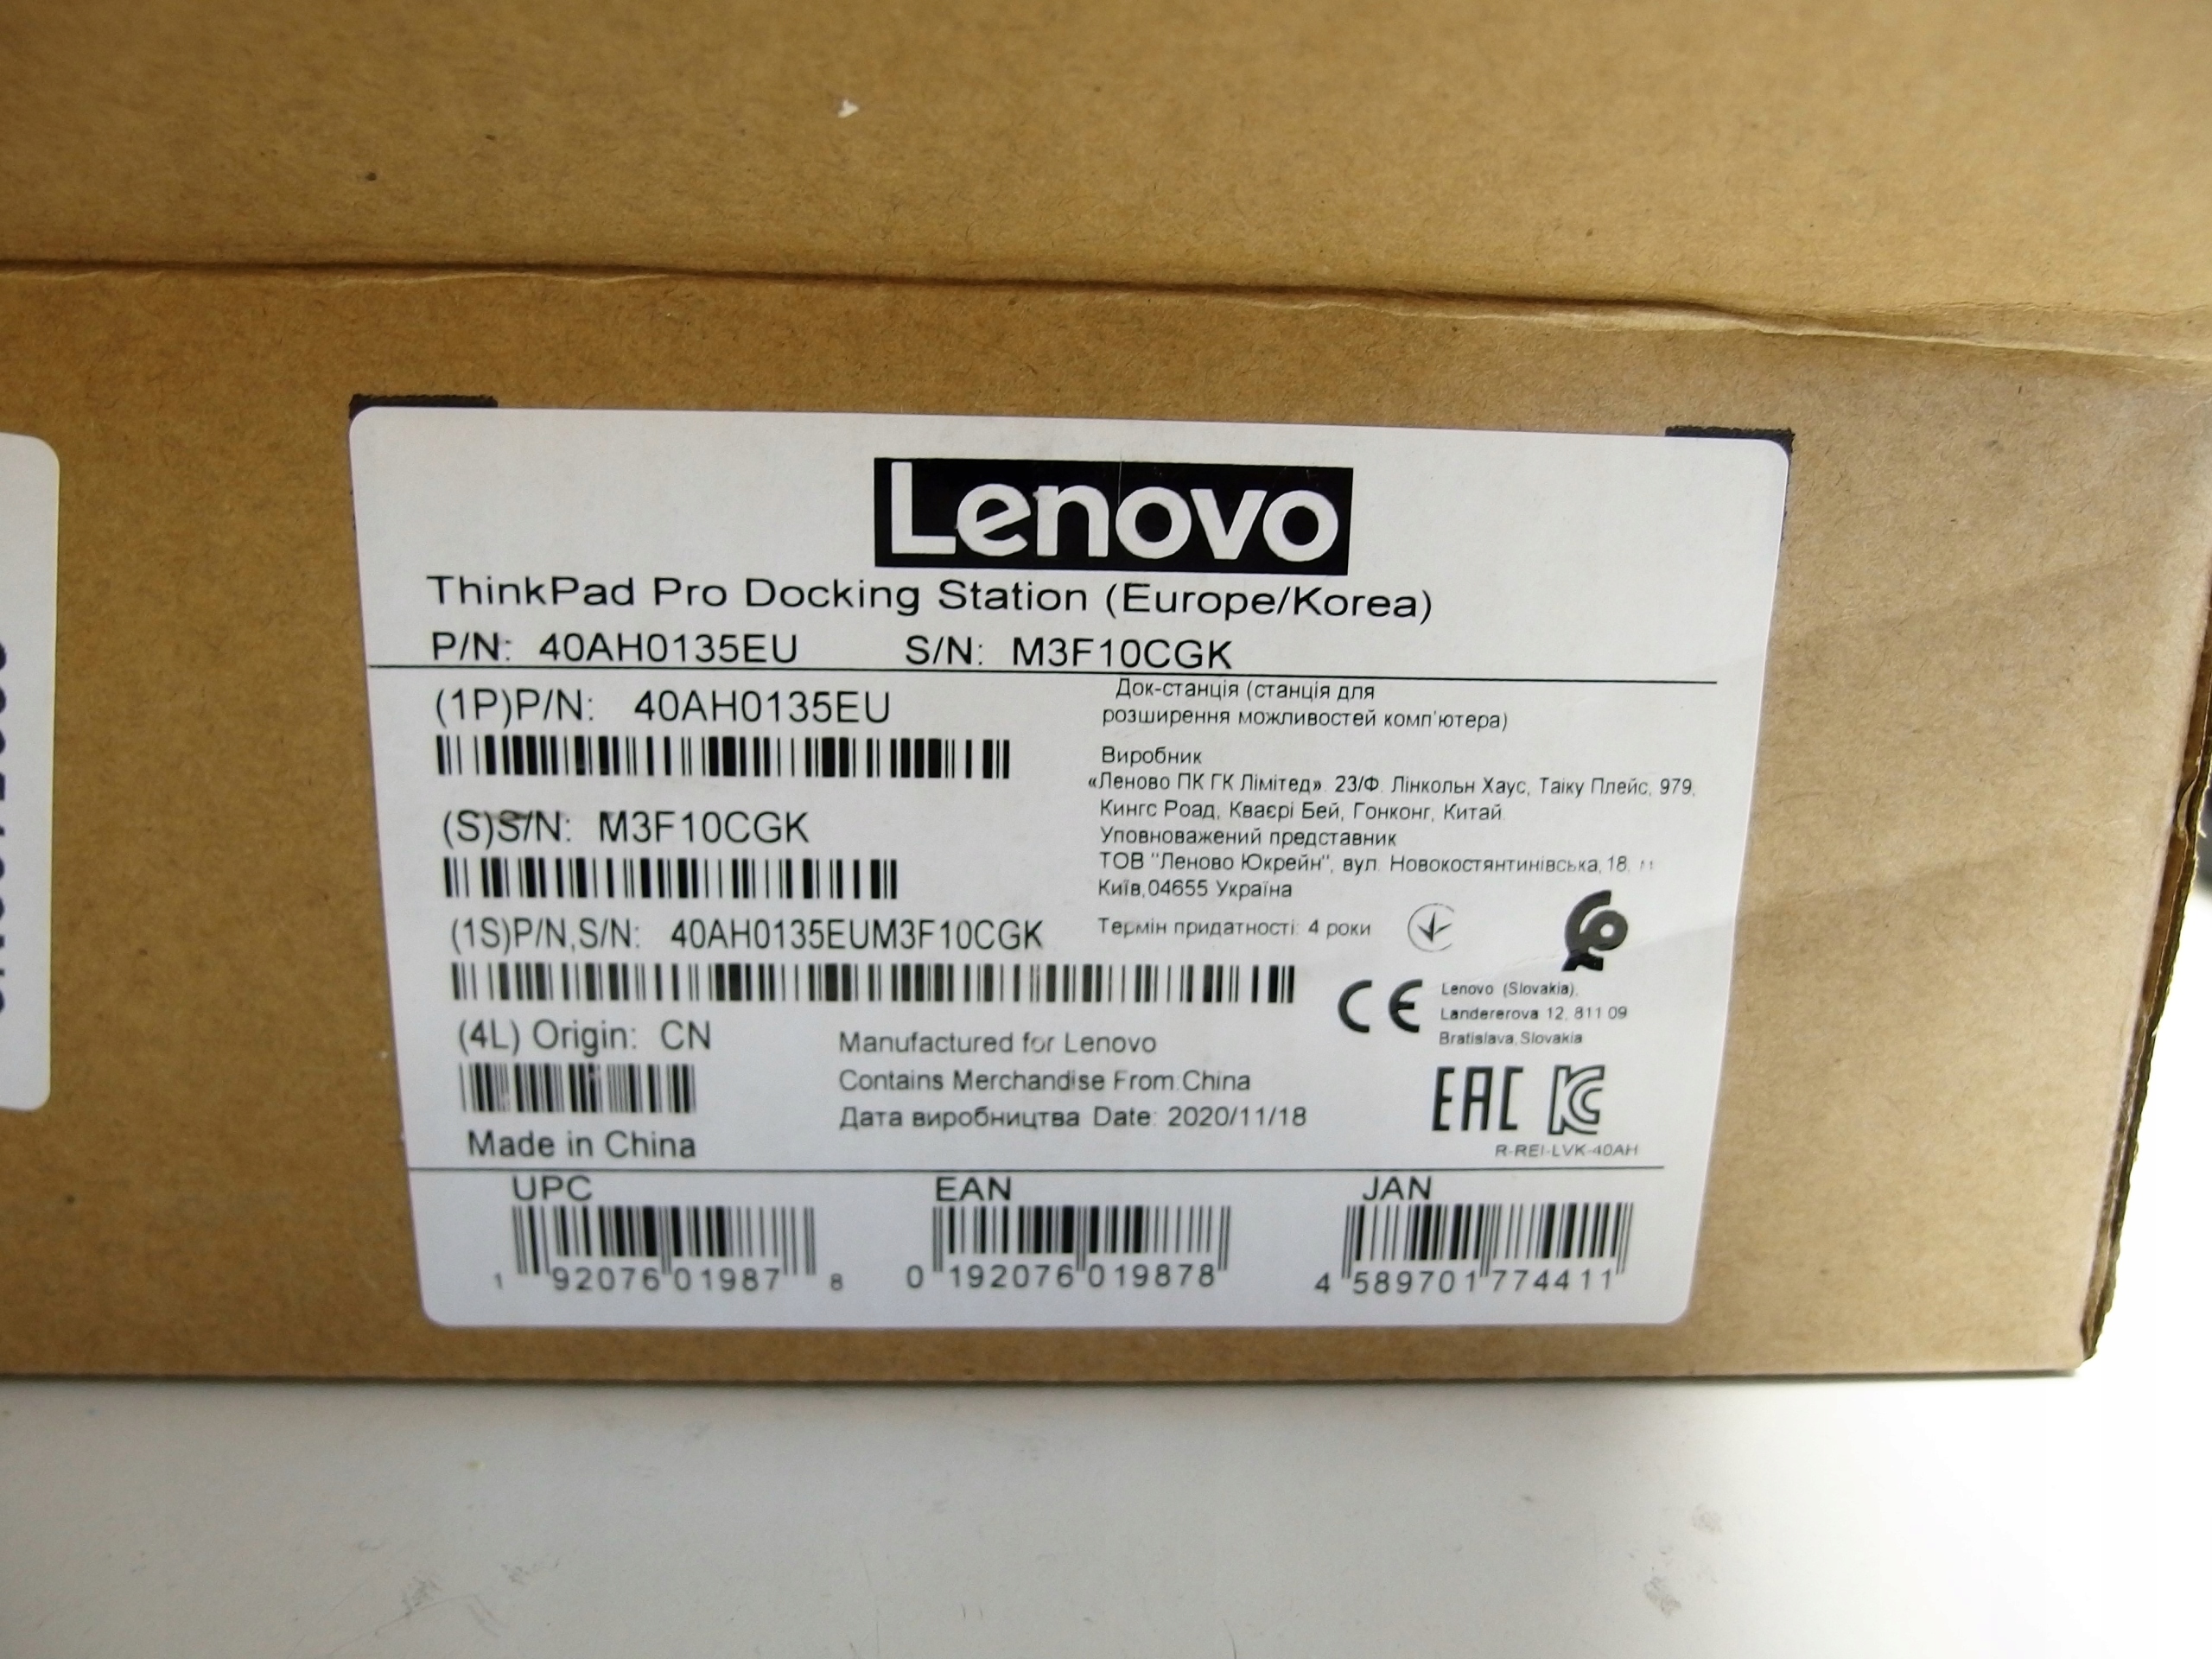 Lenovo
ThinkPad Pro Docking Station (Europe/Korea)
P/N: 40AH0135EU S/N: M3F10CGK
(1P)P/N: 40AH0135EU
(S)S/N: M3F10CGK
(1S)P/N,S/N: 40AH0135EUM3F10CGK
(4L) Origin: CN
Made in China
Док-станція (станція для
розширення можливостей комп'ютера)
Виробник
«Леново ПК ГК Лімітед». 23/Ф. Лінкольн Хаус, Таіку Плейс, 979,
Кингс Роад, Кваєрі Бей, Гонконг, Китай.
Уповноважений представник
ТОВ "Леново Юкрейн", вул. Новокостянтинівська,18,
Київ,04655 Україна
Термін придатності: 4 роки
CE
Lenovo (Slovakia),
Landererova 12, 811 09
Bratislava,Slovakia
Manufactured for Lenovo
Contains Merchandise From China
Дата виробництва Date: 2020/11/18
EAC KC
R-REI-LVK-40AH
UPC EAN JAN
1 92076 01987 8 0 192076 019878 4 589701 774411